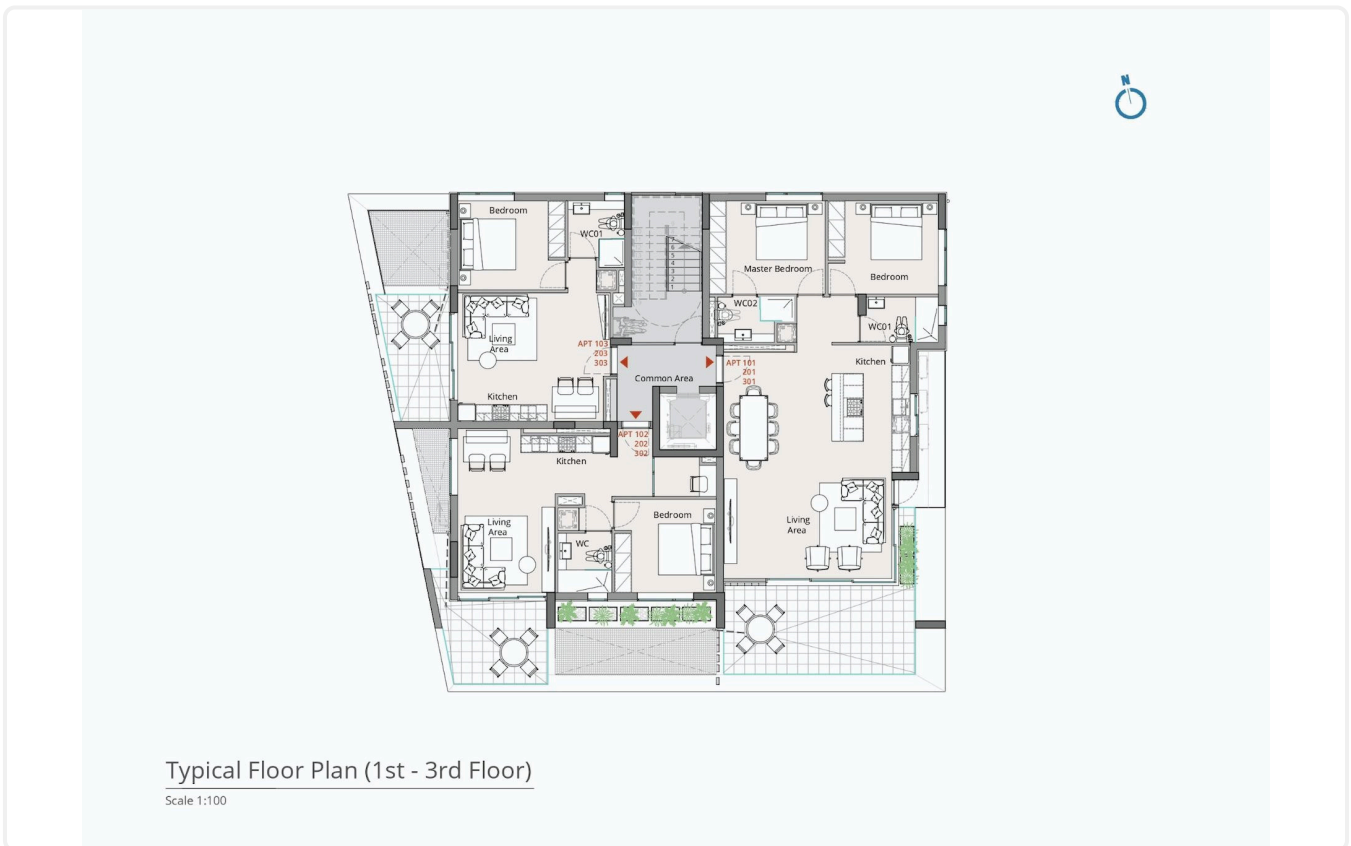 N
Bedroom
WC01
Living
Area
APT 103
203
303
Kitchen
6
5
4
3
2
1
Common Area
Master Bedroom
Bedroom
WC02
WC01
APT 101
201
301
Kitchen
Living
Area
APT 102
202
302
Kitchen
Living
Area
WC
Bedroom
Typical Floor Plan (1st - 3rd Floor)
Scale 1:100